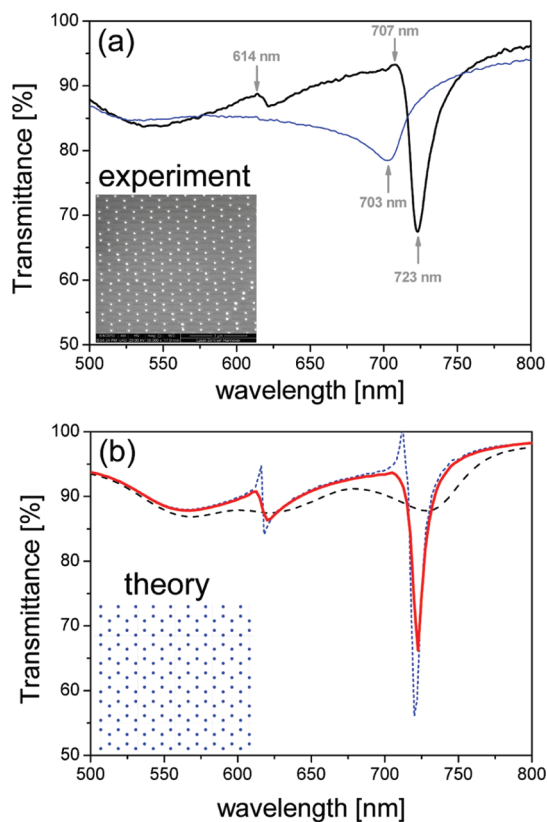 (a)
614 nm
707 nm
703 nm
723 nm
experiment
Transmittance [%]
100
90
80
70
60
50
500
550
600
650
700
750
800
wavelength [nm]
(b)
theory
Transmittance [%]
100
90
80
70
60
50
500
550
600
650
700
750
800
wavelength [nm]